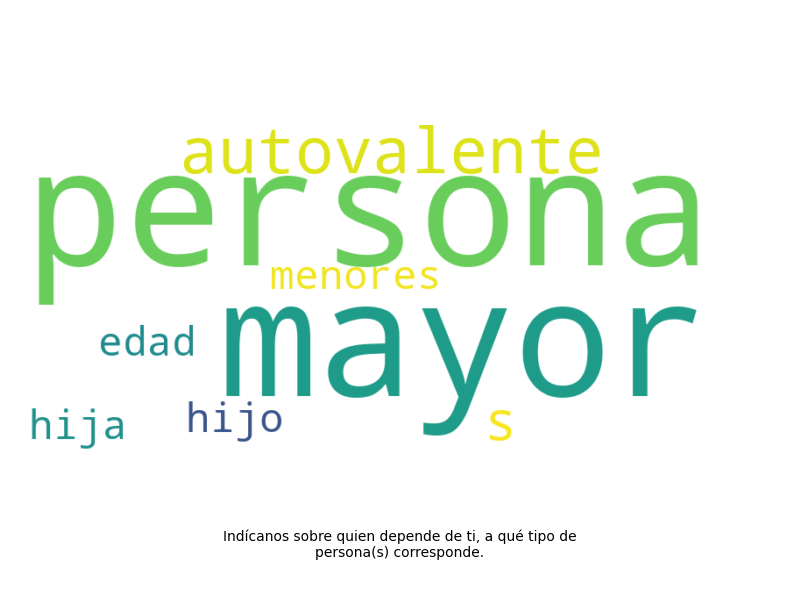 autovalente
persona
menores
mayor
edad
hija
hijo
s
Indícanos sobre quien depende de ti, a qué tipo de
persona(s) corresponde.